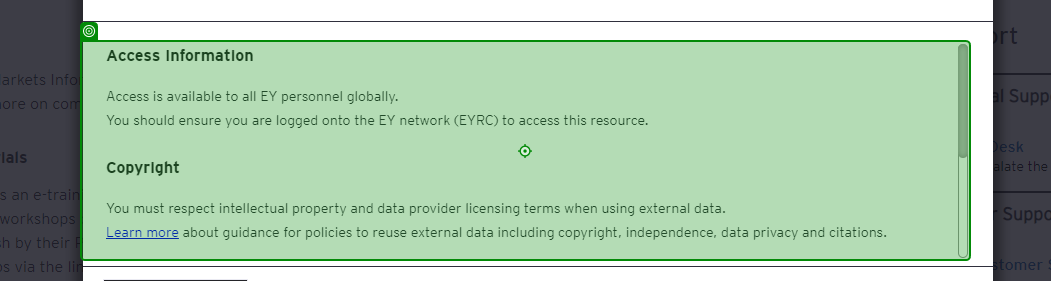 Access Information
Access is available to all EY personnel globally.
You should ensure you are logged onto the EY network (EYRC) to access this resource.
Copyright
You must respect intellectual property and data provider licensing terms when using external data.
Learn more about guidance for policies to reuse external data including copyright, independence, data privacy and citations.
arkets Info
ore on com
ials
s an e-train
workshops
sh by their
s via the lin
ort
al Supp
Desk
alate the
r Suppo
stomer S